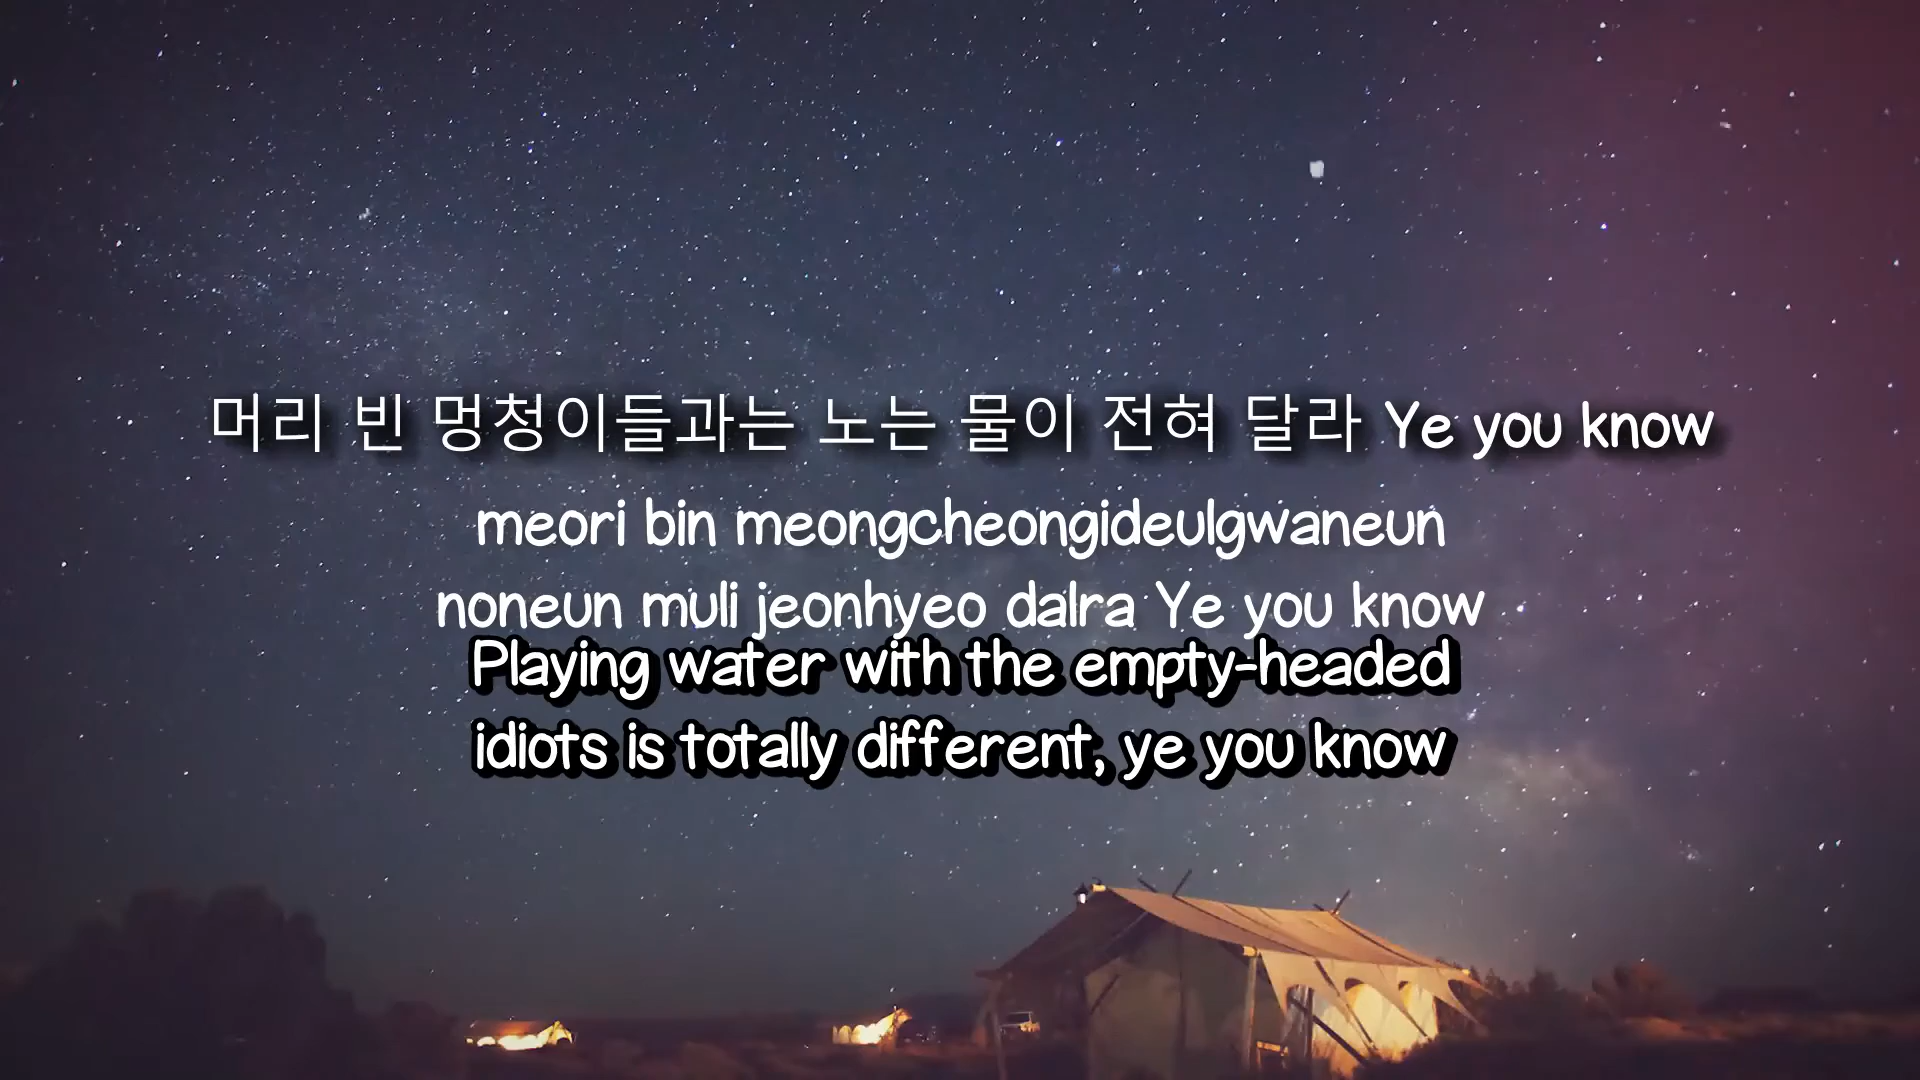 머리 빈 멍청이들과는 노는 물이 전혀 달라 Ye you know
meori bin meongcheongideulgwaneun
noneun muli jeonhyeo dalra Ye you know
Playing water with the empty-headed
idiots is totally different, ye you know